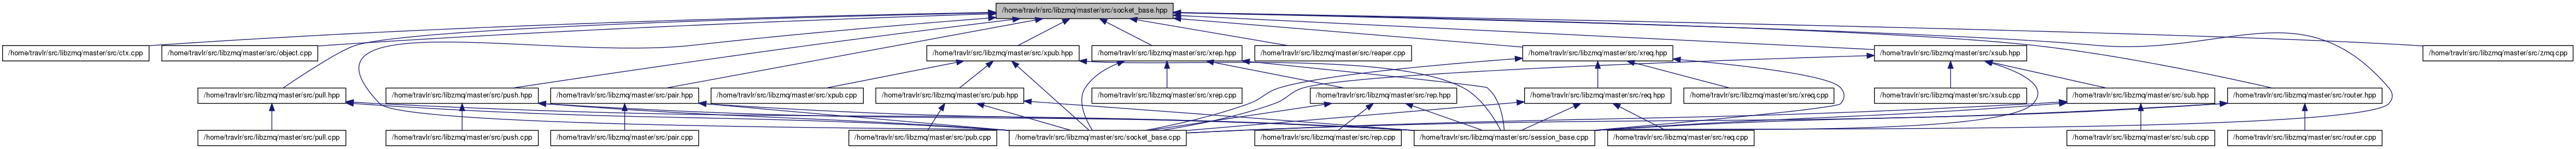 /home/travlr/src/libzmq/master/src/socket_base.hpp
/home/travlr/src/libzmq/master/src/ctx.cpp
/home/travlr/src/libzmq/master/src/object.cpp
/home/travlr/src/libzmq/master/src/xpub.hpp
/home/travlr/src/libzmq/master/src/xrep.hpp
/home/travlr/src/libzmq/master/src/reaper.cpp
/home/travlr/src/libzmq/master/src/xreq.hpp
/home/travlr/src/libzmq/master/src/xsub.hpp
/home/travlr/src/libzmq/master/src/zmq.cpp
/home/travlr/src/libzmq/master/src/pull.hpp
/home/travlr/src/libzmq/master/src/push.hpp
/home/travlr/src/libzmq/master/src/pair.hpp
/home/travlr/src/libzmq/master/src/xpub.cpp
/home/travlr/src/libzmq/master/src/pub.hpp
/home/travlr/src/libzmq/master/src/xrep.cpp
/home/travlr/src/libzmq/master/src/rep.hpp
/home/travlr/src/libzmq/master/src/req.hpp
/home/travlr/src/libzmq/master/src/xreq.cpp
/home/travlr/src/libzmq/master/src/xsub.cpp
/home/travlr/src/libzmq/master/src/sub.hpp
/home/travlr/src/libzmq/master/src/router.hpp
/home/travlr/src/libzmq/master/src/pull.cpp
/home/travlr/src/libzmq/master/src/push.cpp
/home/travlr/src/libzmq/master/src/pair.cpp
/home/travlr/src/libzmq/master/src/pub.cpp
/home/travlr/src/libzmq/master/src/socket_base.cpp
/home/travlr/src/libzmq/master/src/rep.cpp
/home/travlr/src/libzmq/master/src/session_base.cpp
/home/travlr/src/libzmq/master/src/req.cpp
/home/travlr/src/libzmq/master/src/sub.cpp
/home/travlr/src/libzmq/master/src/router.cpp